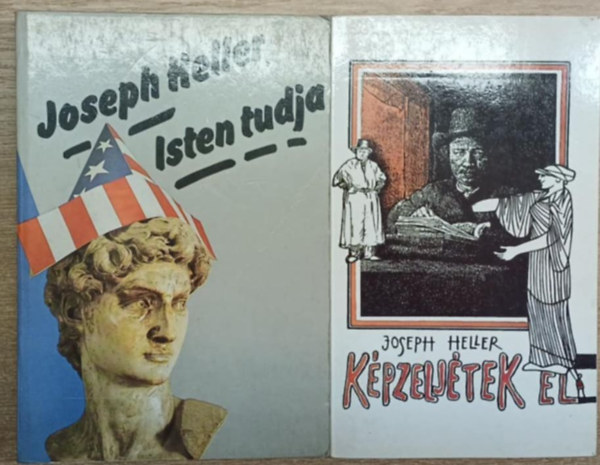 Joseph Heller
Isten tudja
JOSEPH HELLER
KÉPZELJÉTEK EL